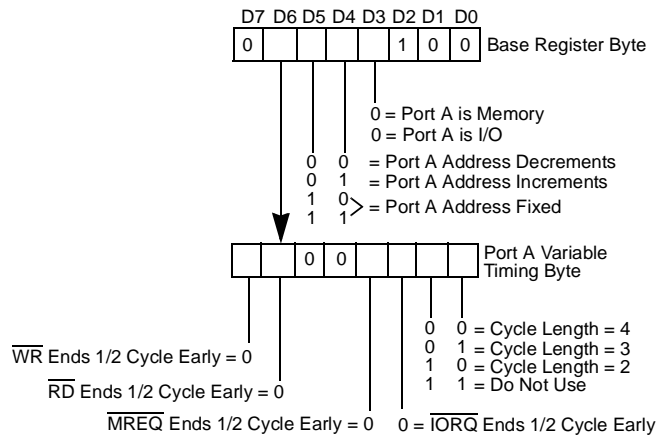 D7 D6 D5 D4 D3 D2 D1 D0
0 1 0 0 Base Register Byte
0 = Port A is Memory
0 = Port A is I/O
0 0 = Port A Address Decrements
0 1 = Port A Address Increments
1 0
> = Port A Address Fixed
1 1
0 0 Port A Variable
Timing Byte
0 0 = Cycle Length = 4
0 1 = Cycle Length = 3
1 0 = Cycle Length = 2
1 1 = Do Not Use
WR Ends 1/2 Cycle Early = 0
RD Ends 1/2 Cycle Early = 0
MREQ Ends 1/2 Cycle Early = 0 0 = IORQ Ends 1/2 Cycle Early